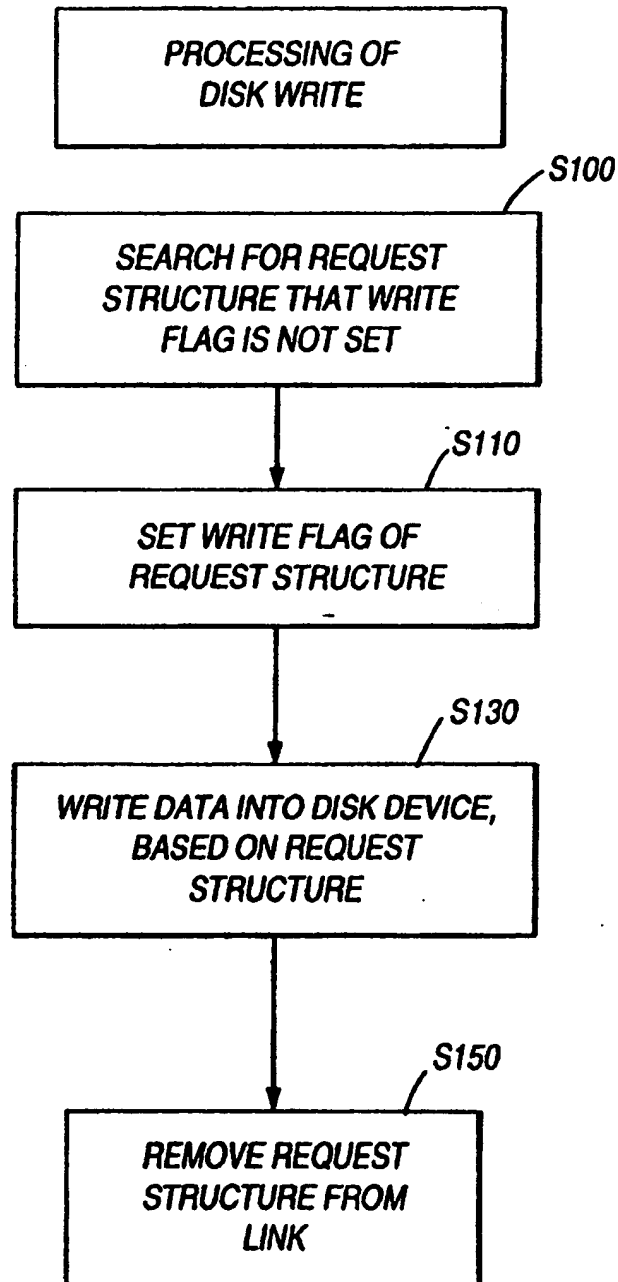 PROCESSING OF
DISK WRITE
S100
SEARCH FOR REQUEST
STRUCTURE THAT WRITE
FLAG IS NOT SET
S110
SET WRITE FLAG OF
REQUEST STRUCTURE
S130
WRITE DATA INTO DISK DEVICE,
BASED ON REQUEST
STRUCTURE
S150
REMOVE REQUEST
STRUCTURE FROM
LINK